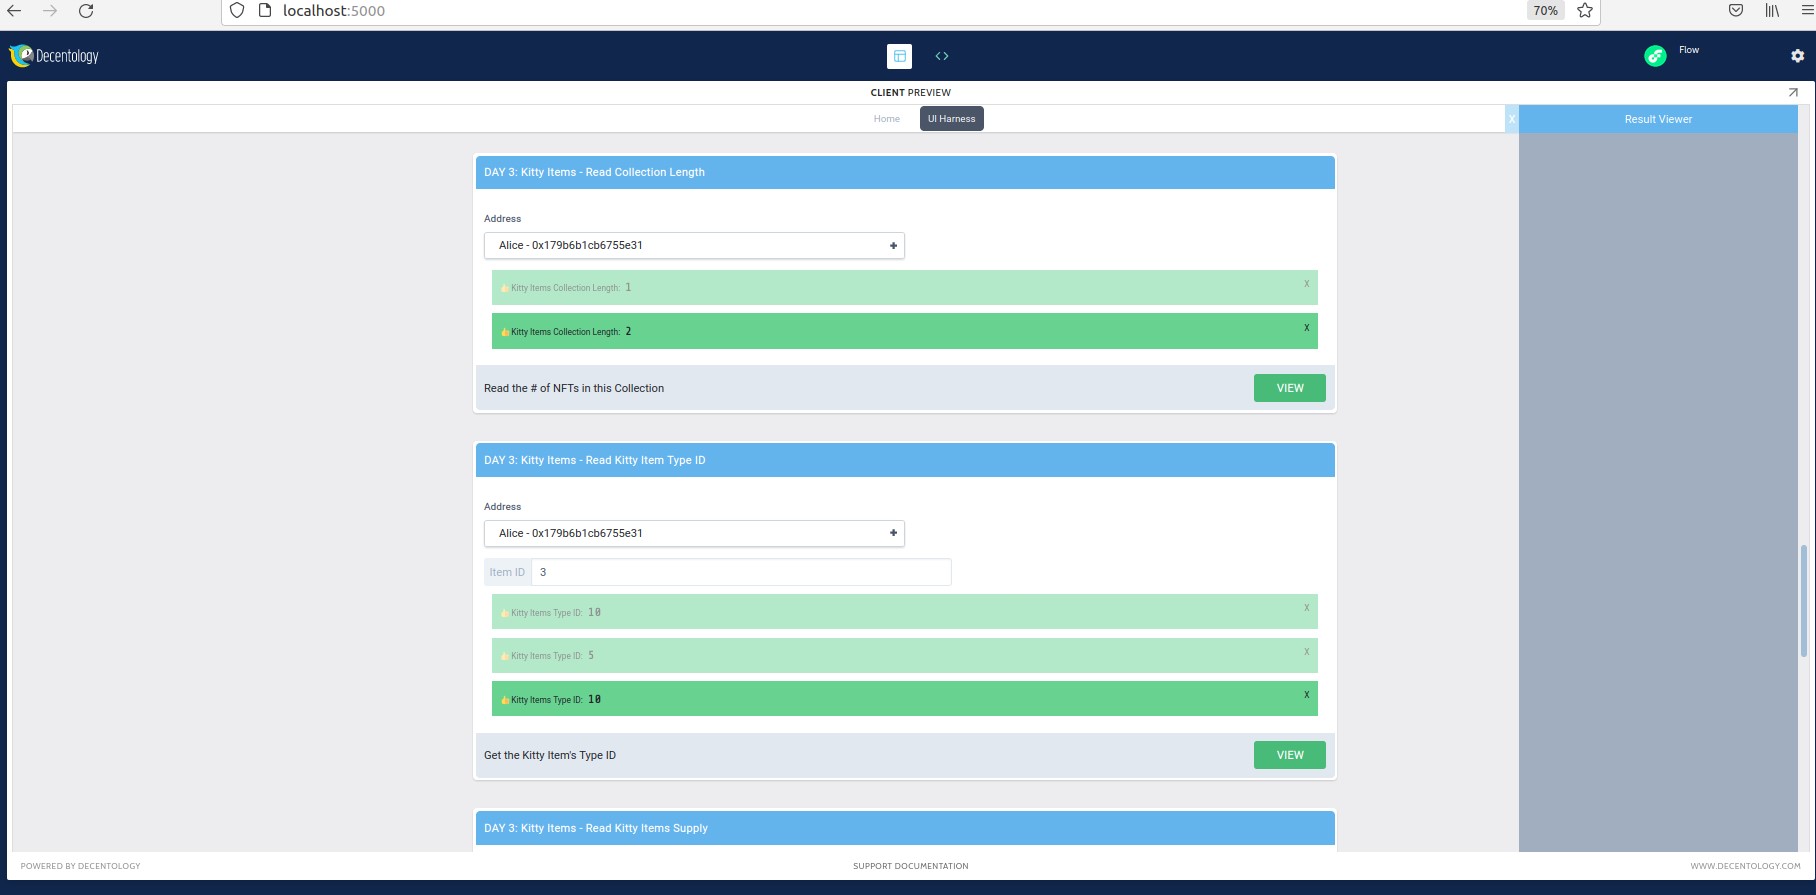 localhost:5000
70%
Decentology
<>
Flow
CLIENT PREVIEW
Home
UI Harness
X
Result Viewer
DAY 3: Kitty Items - Read Collection Length
Address
Alice - 0x179b6b1cb6755e31
+
Kitty Items Collection Length: 1
X
Kitty Items Collection Length: 2
X
Read the # of NFTs in this Collection
VIEW
DAY 3: Kitty Items - Read Kitty Item Type ID
Address
Alice - 0x179b6b1cb6755e31
+
Item ID
3
Kitty Items Type ID: 10
X
Kitty Items Type ID: 5
X
Kitty Items Type ID: 10
X
Get the Kitty Item's Type ID
VIEW
DAY 3: Kitty Items - Read Kitty Items Supply
POWERED BY DECENTOLOGY
SUPPORT DOCUMENTATION
WWW.DECENTOLOGY.COM